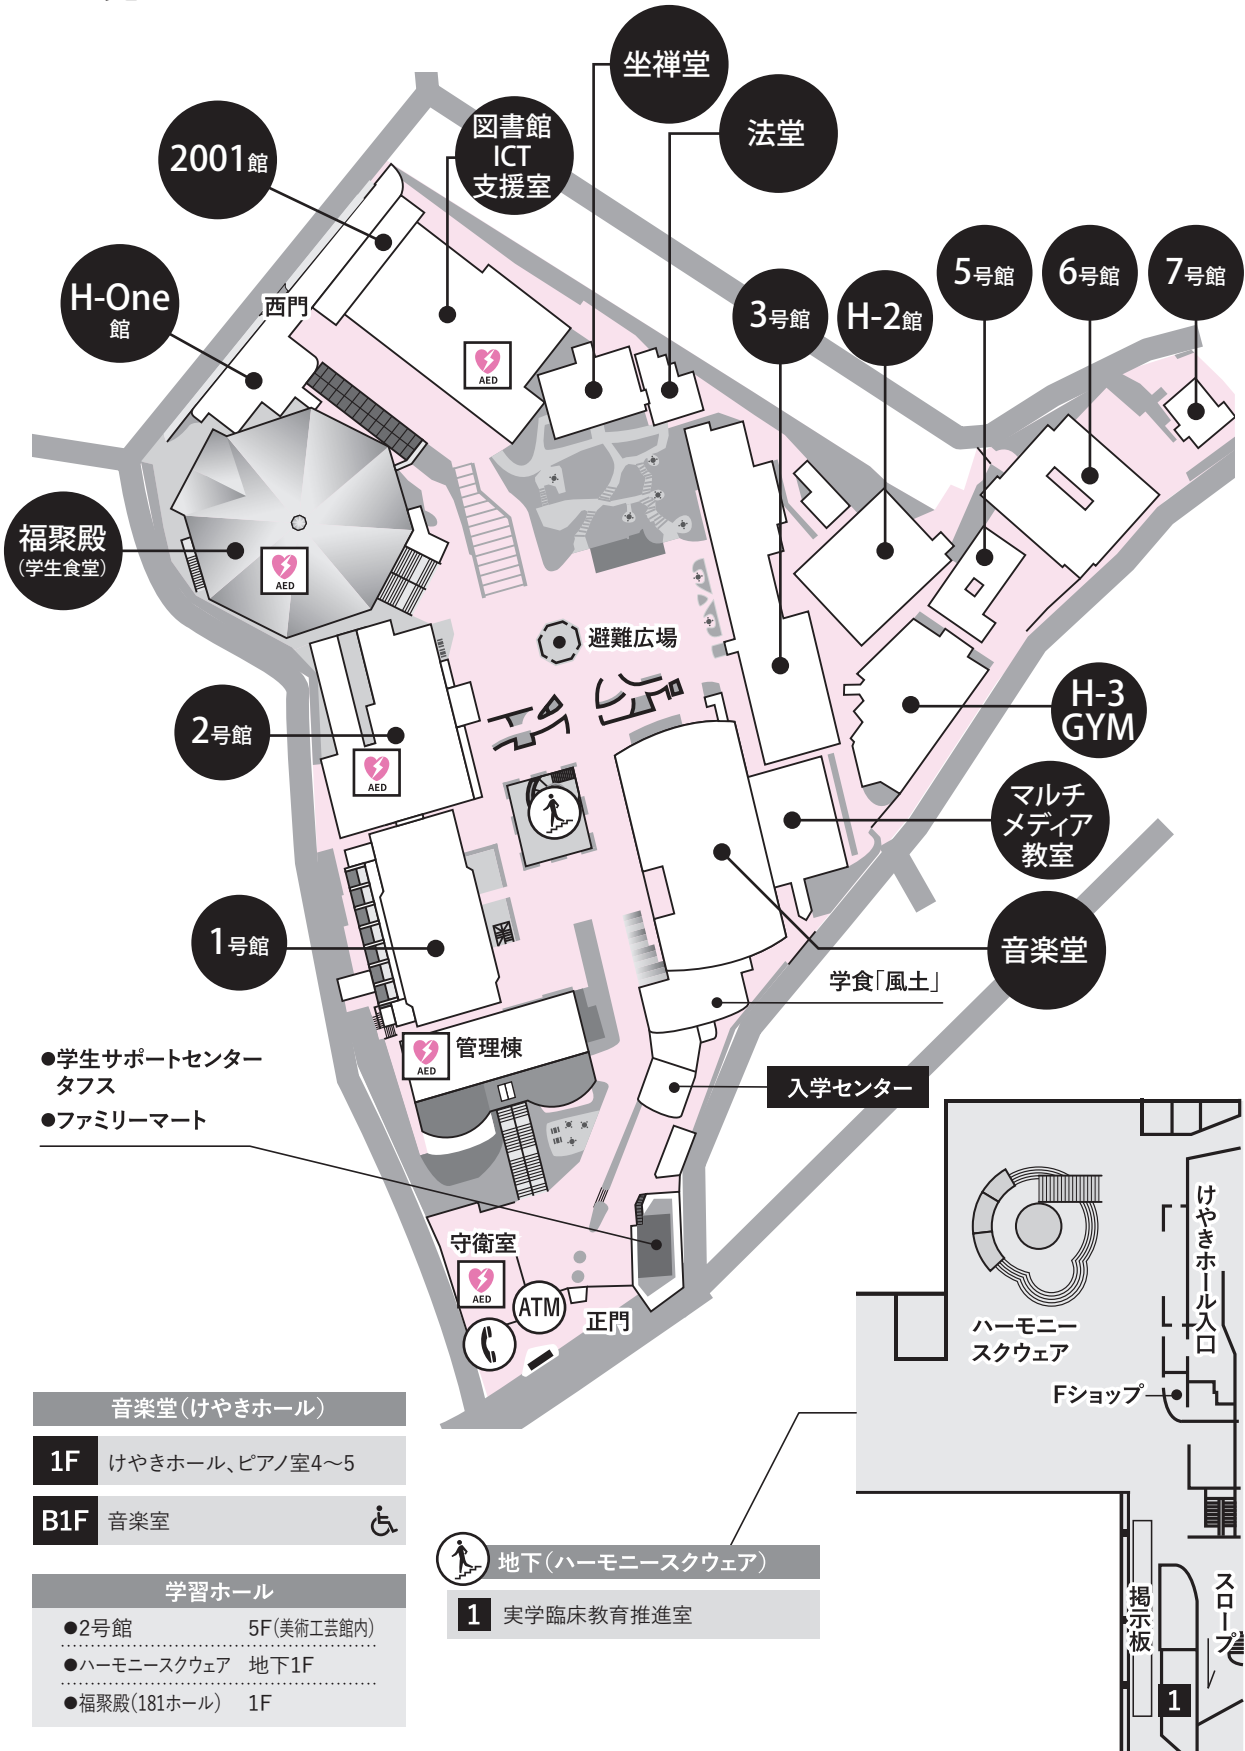 坐禅堂
法堂
図書館
ICT
支援室
2001館
H-One
館
西門
AED
5号館
6号館
7号館
3号館
H-2館
福聚殿
(学生食堂)
AED
避難広場
H-3
GYM
2号館
AED
マルチ
メディア
教室
1号館
音楽堂
学食「風土」
管理棟
AED
●学生サポートセンター
タフス
●ファミリーマート
入学センター
守衛室
AED
ATM
正門
けやきホール入口
ハーモニー
スクウェア
Fショップ
掲示板
スロープ
1
音楽堂(けやきホール)
1F けやきホール、ピアノ室4〜5
B1F 音楽室
学習ホール
●2号館 5F(美術工芸館内)
●ハーモニースクウェア 地下1F
●福聚殿(181ホール) 1F
地下(ハーモニースクウェア)
1 実学臨床教育推進室